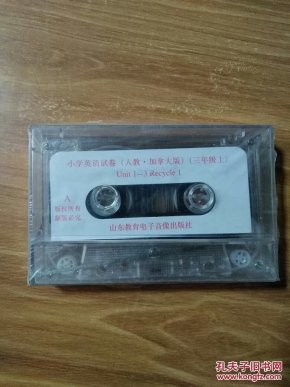 小学英语试卷（人教·加拿大版）（三年级上）
Unit 1—3 Recycle 1
A
版权所有
翻案必究
山东教育电子音像出版社
孔夫子旧书网